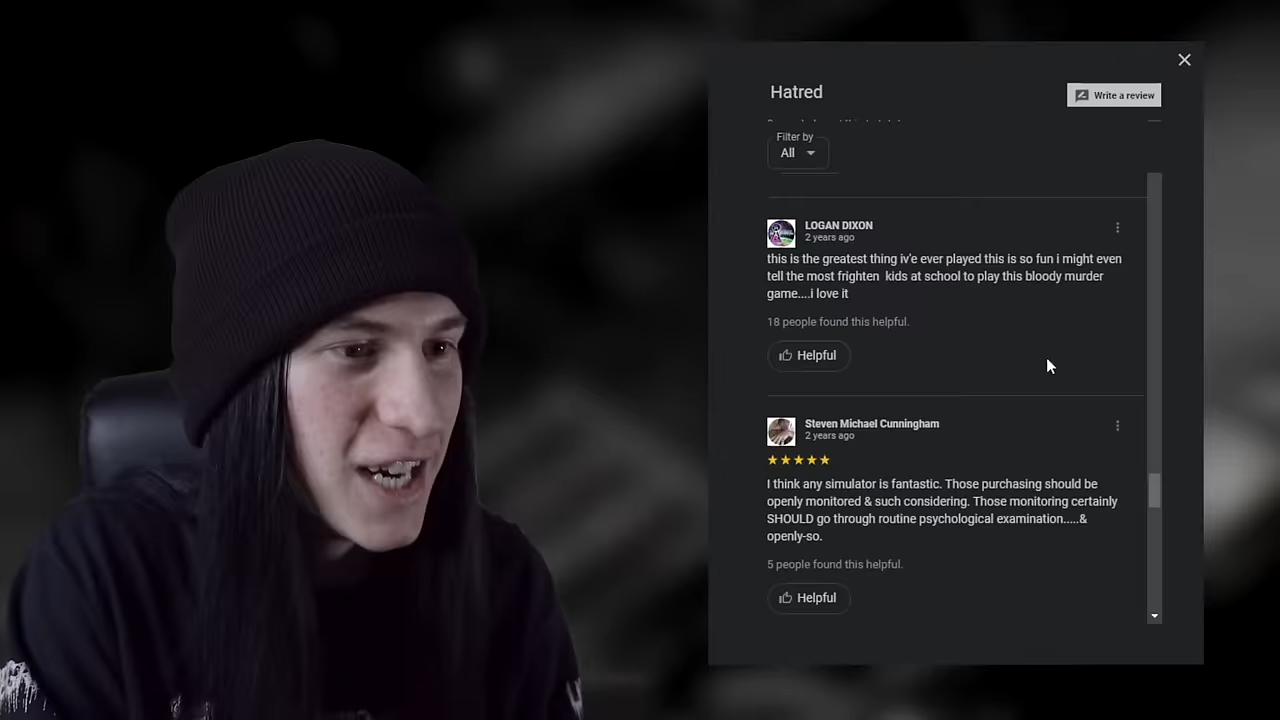 Hatred
Write a review
Filter by
All
LOGAN DIXON
2 years ago
this is the greatest thing iv'e ever played this is so fun i might even
tell the most frighten  kids at school to play this bloody murder
game....i love it
18 people found this helpful.
Helpful
Steven Michael Cunningham
2 years ago
I think any simulator is fantastic. Those purchasing should be
openly monitored & such considering. Those monitoring certainly
SHOULD go through routine psychological examination.....&
openly-so.
5 people found this helpful.
Helpful